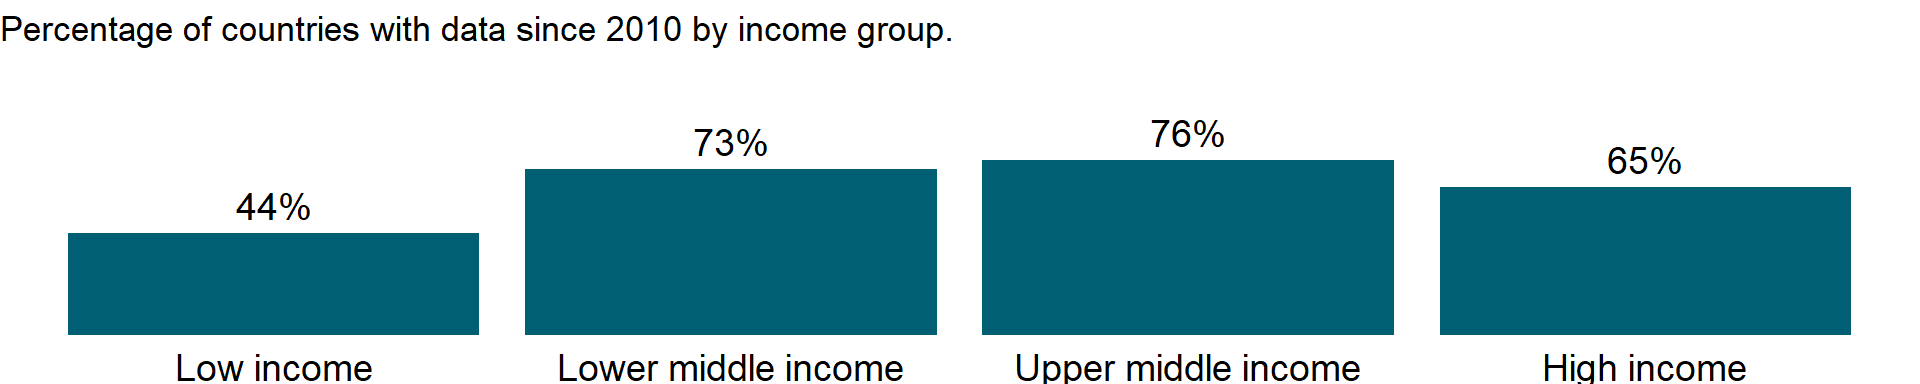 Percentage of countries with data since 2010 by income group.
44%
73%
76%
65%
Low income
Lower middle income
Upper middle income
High income